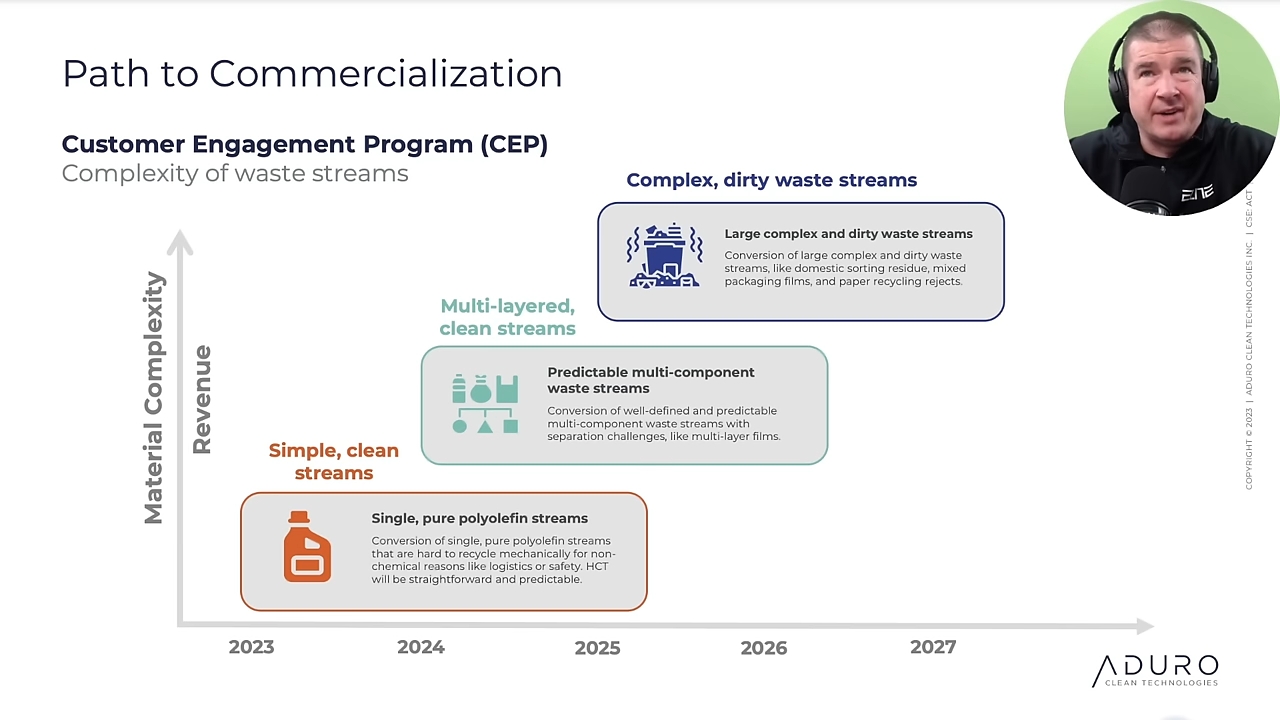 Path to Commercialization
Customer Engagement Program (CEP)
Complexity of waste streams
Complex, dirty waste streams
Large complex and dirty waste streams
Conversion of large complex and dirty waste
streams, like domestic sorting residue, mixed
packaging films, and paper recycling rejects.
Multi-layered,
clean streams
Predictable multi-component
waste streams
Conversion of well-defined and predictable
multi-component waste streams with
separation challenges, like multi-layer films.
Simple, clean
streams
Single, pure polyolefin streams
Conversion of single, pure polyolefin streams
that are hard to recycle mechanically for non-
chemical reasons like logistics or safety. HCT
will be straightforward and predictable.
Material Complexity
Revenue
2023
2024
2025
2026
2027
COPYRIGHT © 2023 | ADURO CLEAN TECHNOLOGIES INC. | CSE: ACT
ADURO
CLEAN TECHNOLOGIES